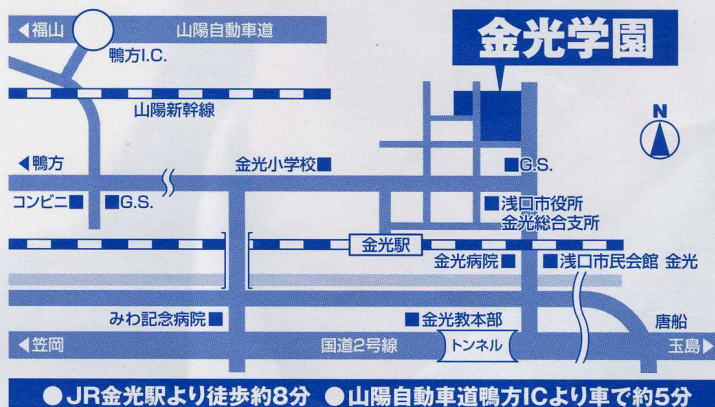 ◀福山
山陽自動車道
金光学園
鴨方I.C.
山陽新幹線
N
◀鴨方
金光小学校■
■G.S.
コンビニ■
■G.S.
■浅口市役所
金光総合支所
金光駅
金光病院■
■浅口市民会館 金光
みわ記念病院■
■金光教本部
唐船
◀笠岡
国道2号線
トンネル
玉島▶
●JR金光駅より徒歩約8分 ●山陽自動車道鴨方ICより車で約5分